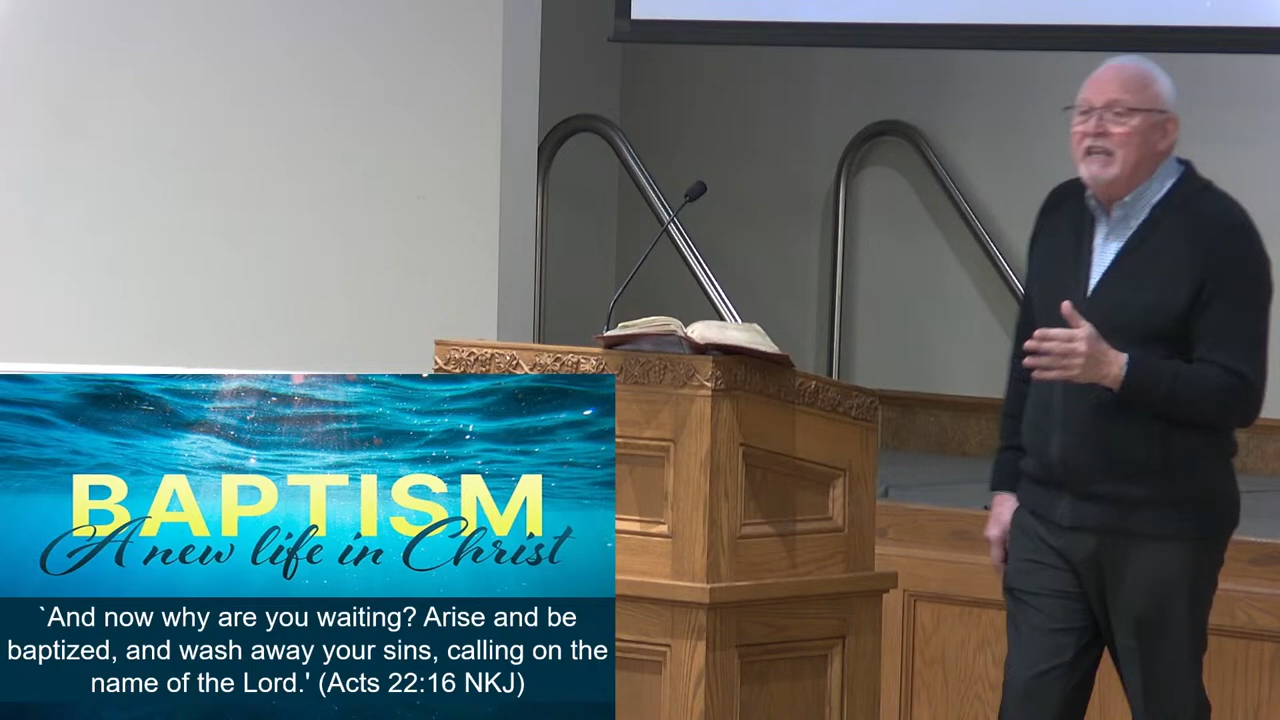 BAPTISM
A new life in Christ
`And now why are you waiting? Arise and be
baptized, and wash away your sins, calling on the
name of the Lord.' (Acts 22:16 NKJ)